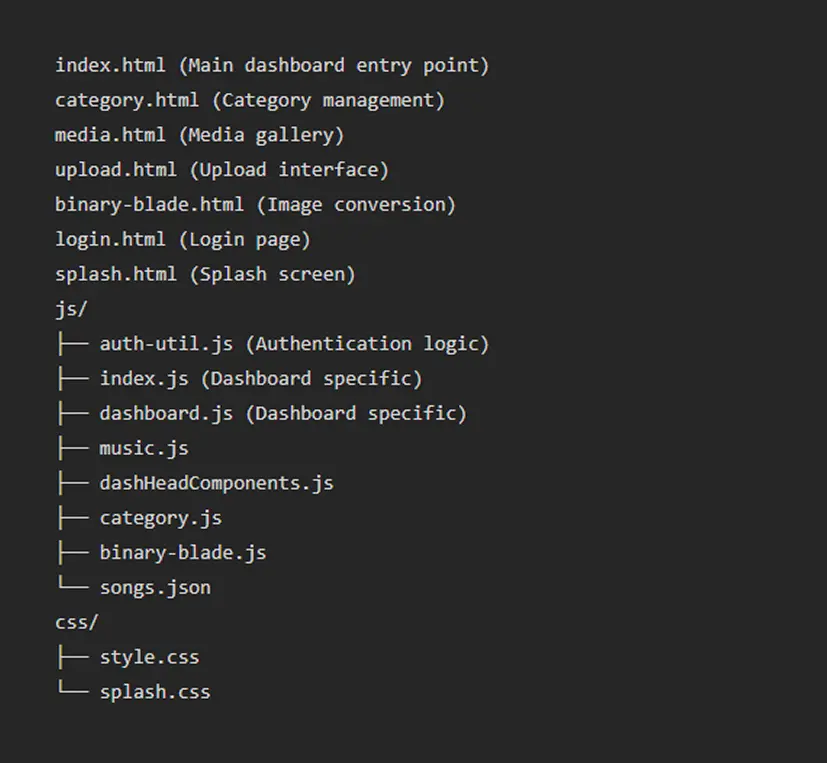 index.html (Main dashboard entry point)
category.html (Category management)
media.html (Media gallery)
upload.html (Upload interface)
binary-blade.html (Image conversion)
login.html (Login page)
splash.html (Splash screen)
js/
├── auth-util.js (Authentication logic)
├── index.js (Dashboard specific)
├── dashboard.js (Dashboard specific)
├── music.js
├── dashHeadComponents.js
├── category.js
├── binary-blade.js
└── songs.json
css/
├── style.css
└── splash.css